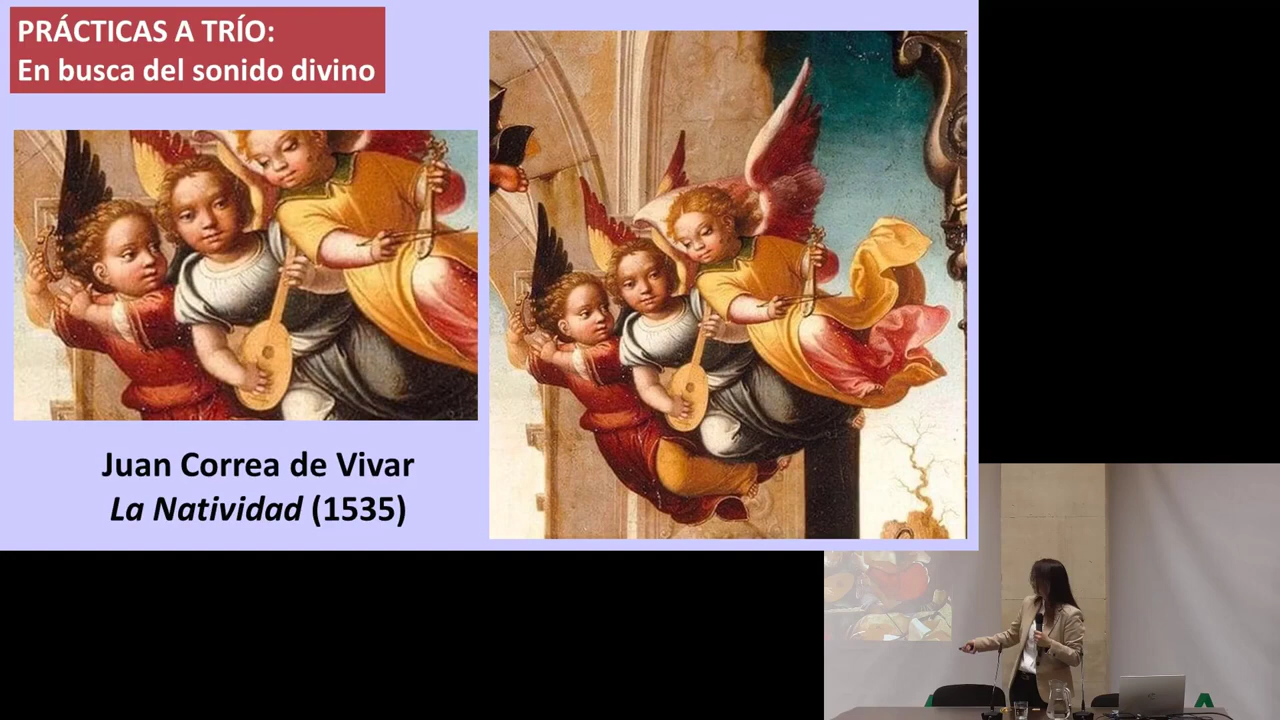 PRÁCTICAS A TRÍO:
En busca del sonido divino
Juan Correa de Vivar
La Natividad (1535)